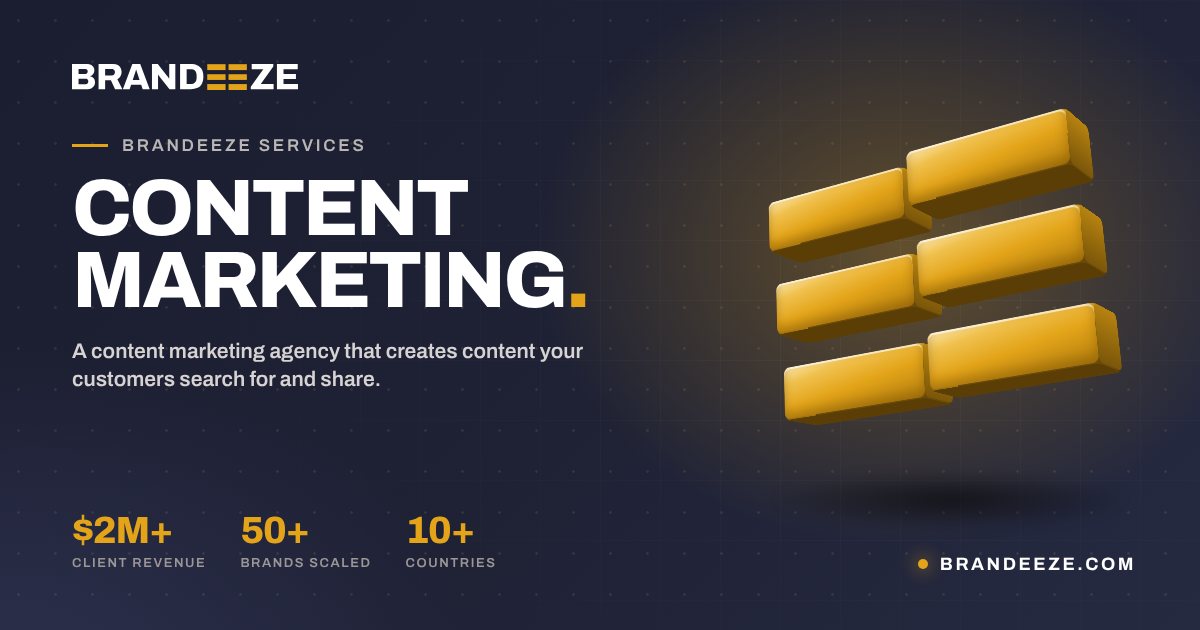 BRANDEEZE
BRANDEEZE SERVICES
CONTENT
MARKETING.
A content marketing agency that creates content your
customers search for and share.
$2M+
CLIENT REVENUE
50+
BRANDS SCALED
10+
COUNTRIES
BRANDEEZE.COM